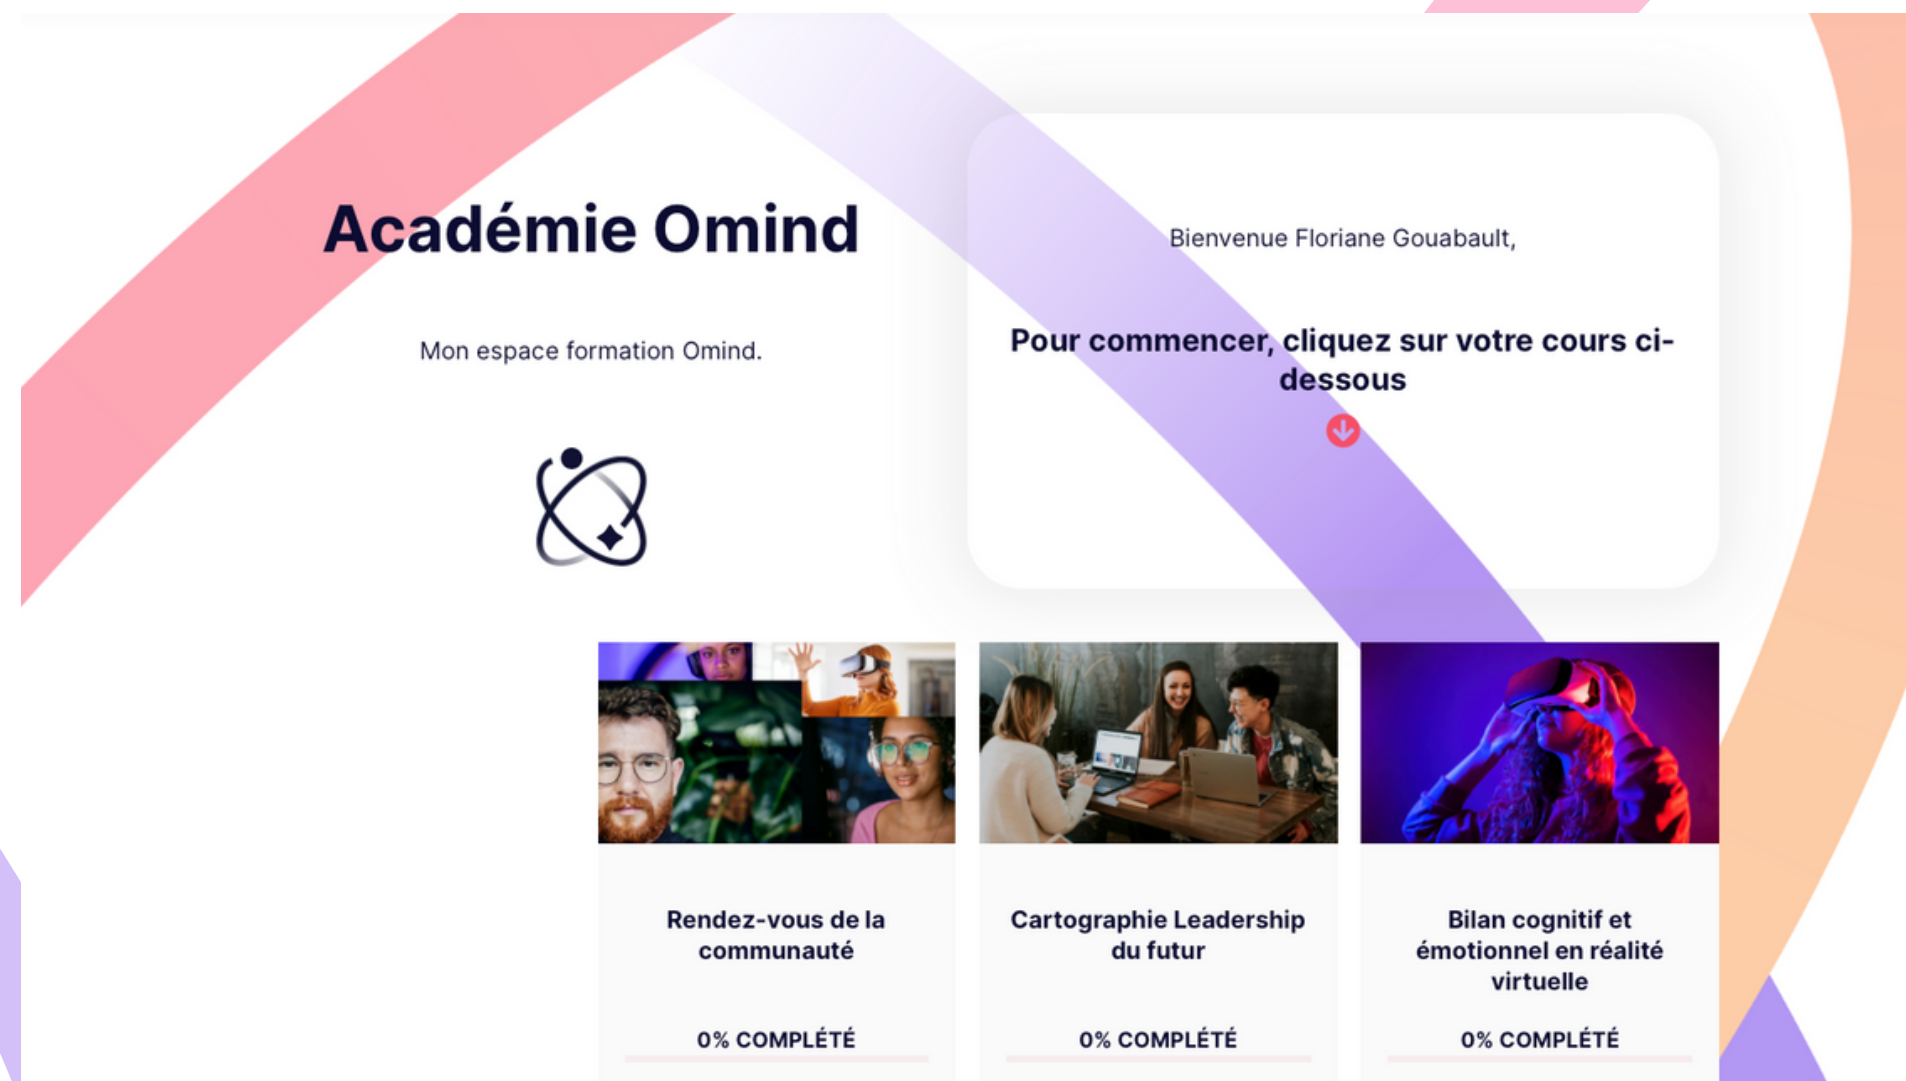 Académie Omind
Mon espace formation Omind.
Bienvenue Floriane Gouabault,
Pour commencer, cliquez sur votre cours ci-
dessous
Rendez-vous de la
communauté
0% COMPLÉTÉ
Cartographie Leadership
du futur
0% COMPLÉTÉ
Bilan cognitif et
émotionnel en réalité
virtuelle
0% COMPLÉTÉ